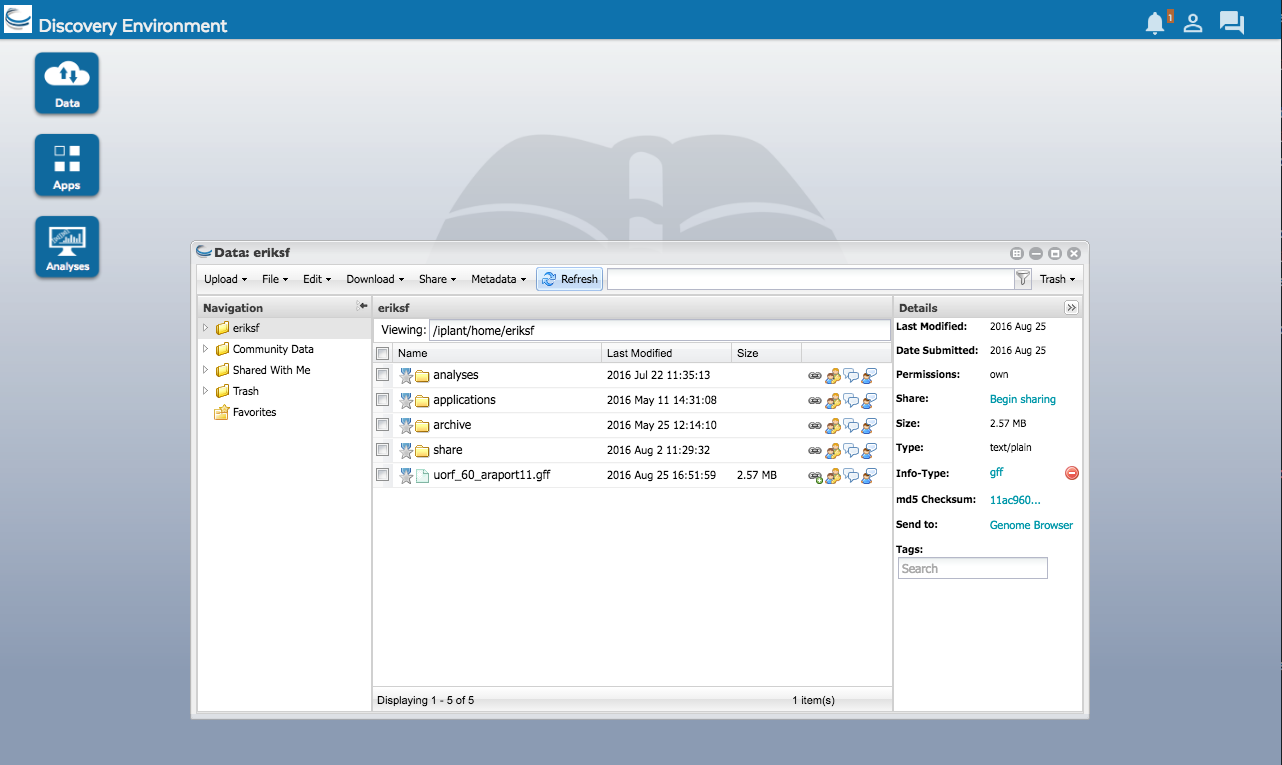 Discovery Environment
1
Data
Apps
Analyses
Data: eriksf
Upload File Edit Download Share Metadata Refresh Trash
Navigation
eriksf
Community Data
Shared With Me
Trash
Favorites
eriksf
Viewing: /iplant/home/eriksf
Name Last Modified Size
analyses 2016 Jul 22 11:35:13
applications 2016 May 11 14:31:08
archive 2016 May 25 12:14:10
share 2016 Aug 2 11:29:32
uorf_60_araport11.gff 2016 Aug 25 16:51:59 2.57 MB
Displaying 1 - 5 of 5 1 item(s)
Details
Last Modified: 2016 Aug 25
Date Submitted: 2016 Aug 25
Permissions: own
Share: Begin sharing
Size: 2.57 MB
Type: text/plain
Info-Type: gff
md5 Checksum: 11ac960...
Send to: Genome Browser
Tags:
Search